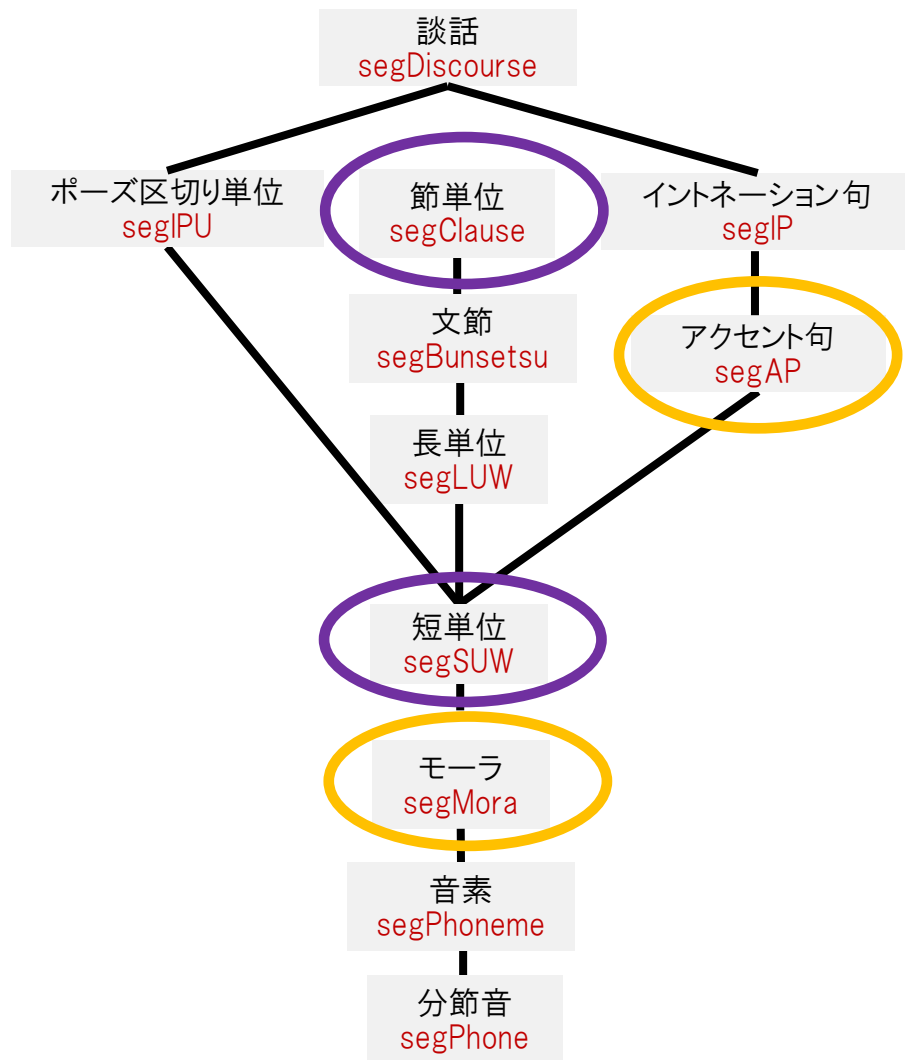 談話
segDiscourse
ポーズ区切り単位
segIPU
節単位
segClause
イントネーション句
segIP
文節
segBunsetsu
アクセント句
segAP
長単位
segLUW
短単位
segSUW
モーラ
segMora
音素
segPhoneme
分節音
segPhone